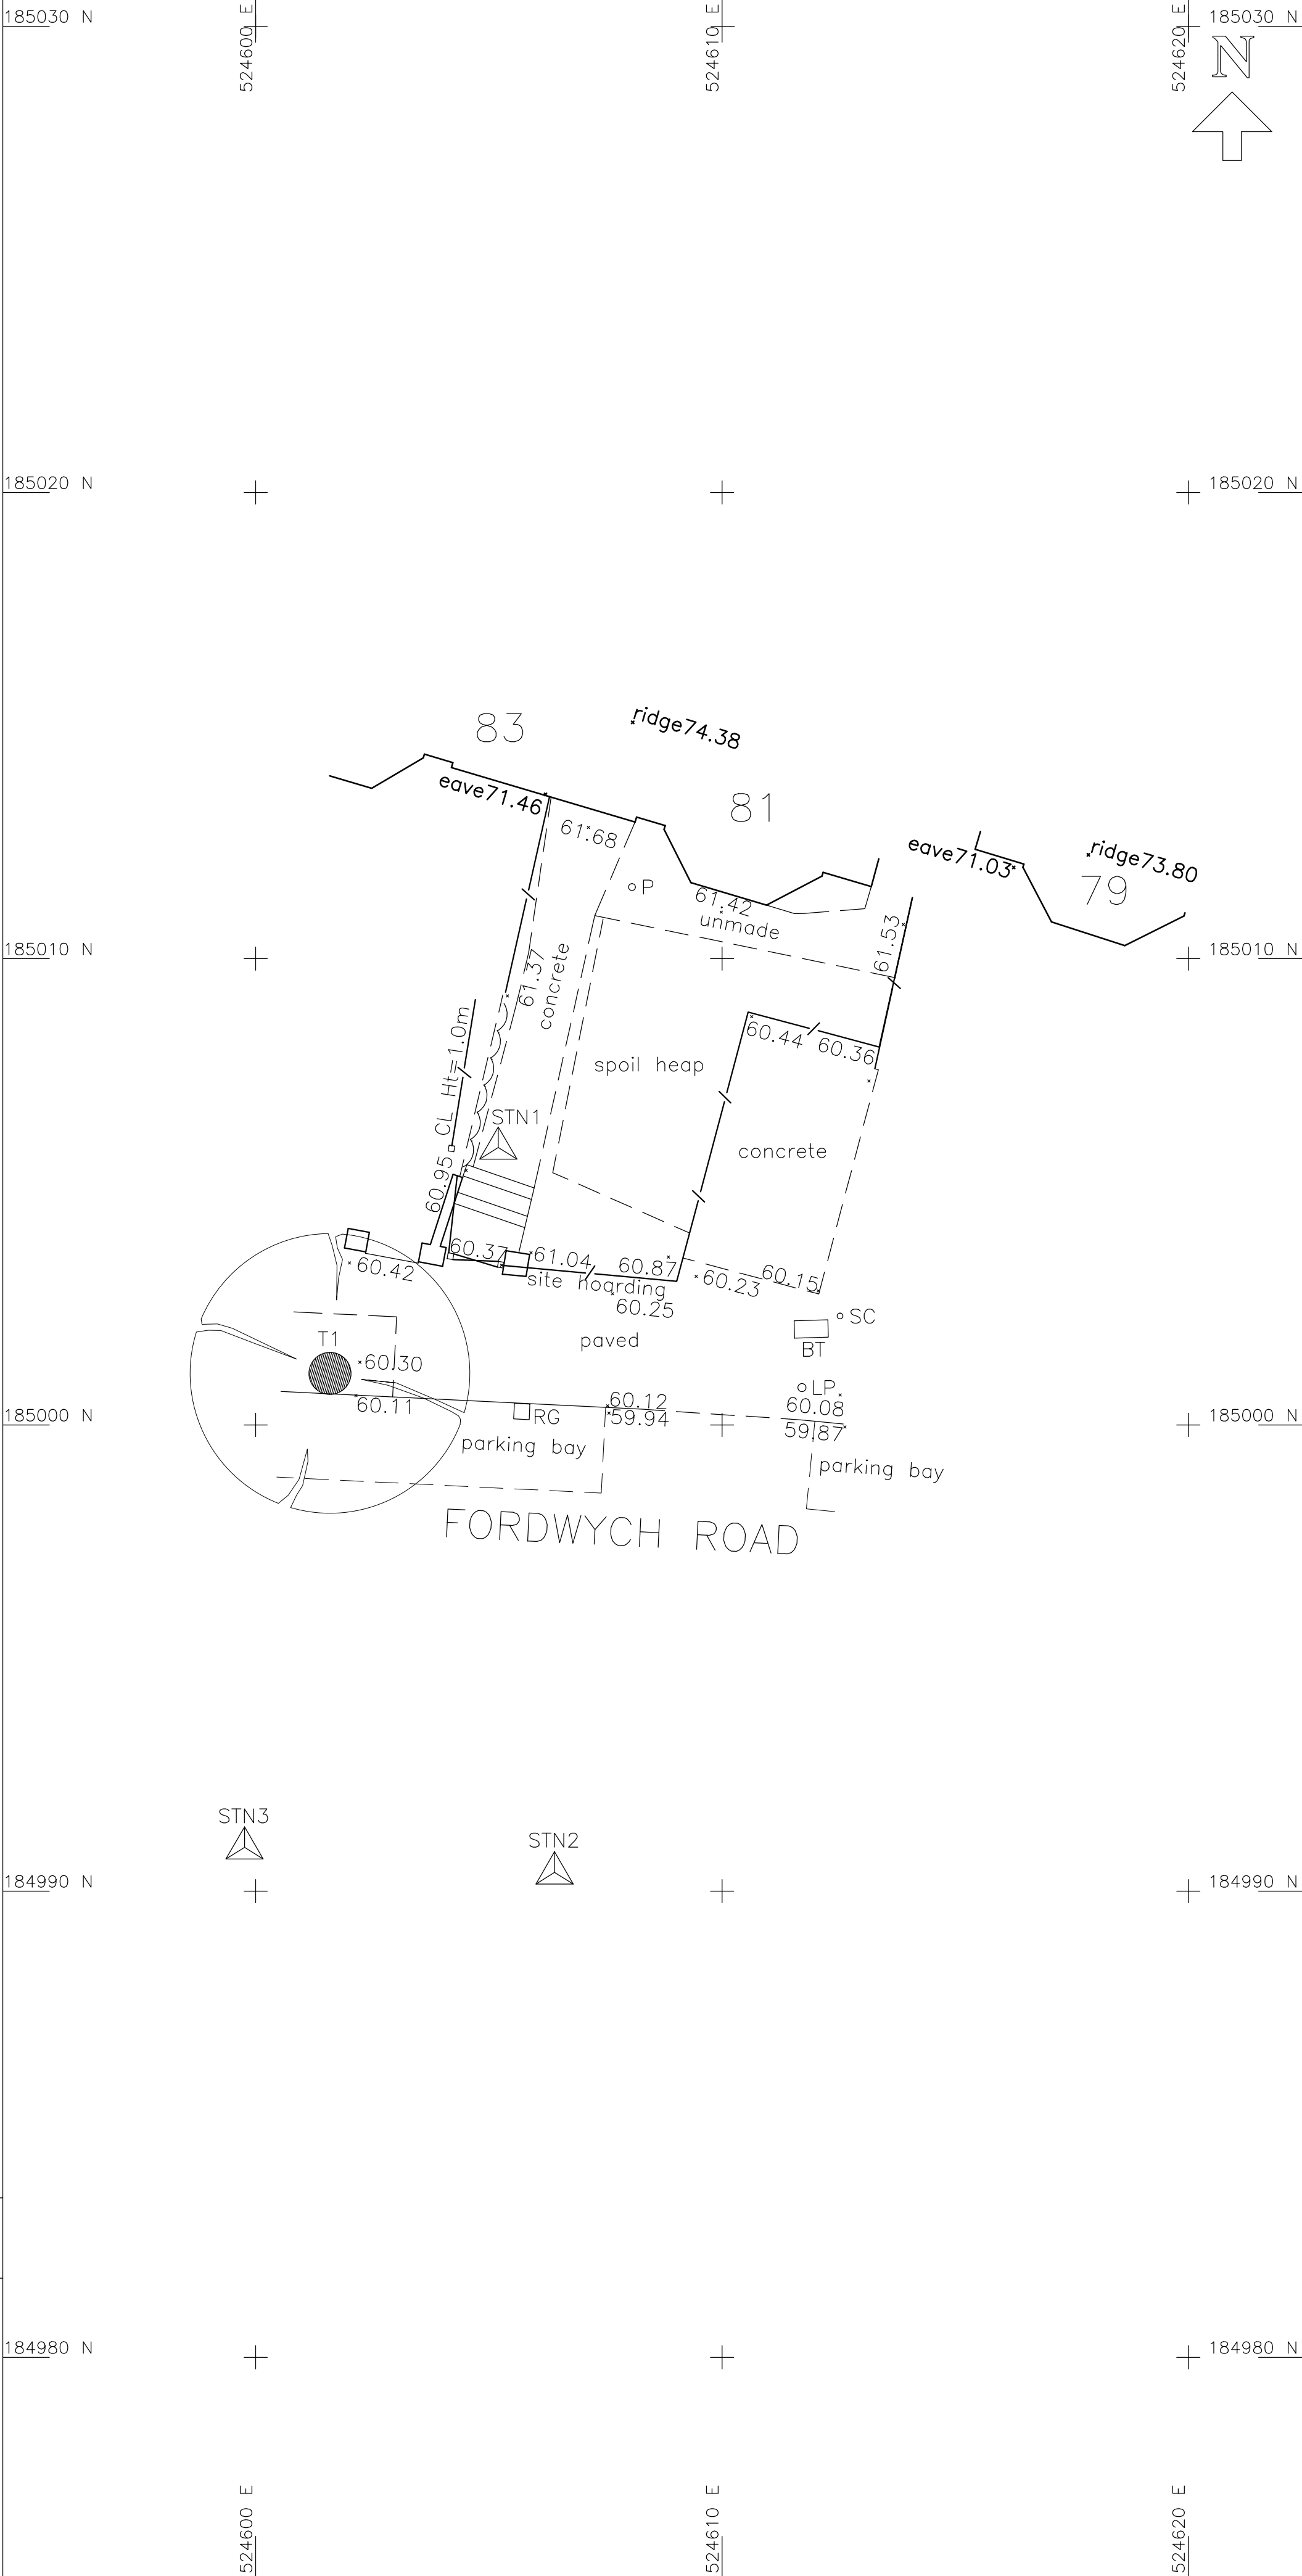 185030 N
524600 E
524610 E
524620 E
185030 N
N
185020 N
185020 N
83
ridge74.38
eave71.46
81
61.68
eave71.03
ridge73.80
79
P
61.42
unmade
61.53
185010 N
185010 N
61.37
concrete
60.44
60.36
CL Ht=1.0m
spoil heap
STN1
concrete
60.95
60.37
61.04
60.87
60.42
site hoarding
60.23
60.15
60.25
SC
T1
paved
BT
60.30
LP
60.11
60.12
60.08
185000 N
RG
59.94
59.87
185000 N
parking bay
parking bay
FORDWYCH ROAD
STN3
STN2
184990 N
184990 N
184980 N
184980 N
524600 E
524610 E
524620 E